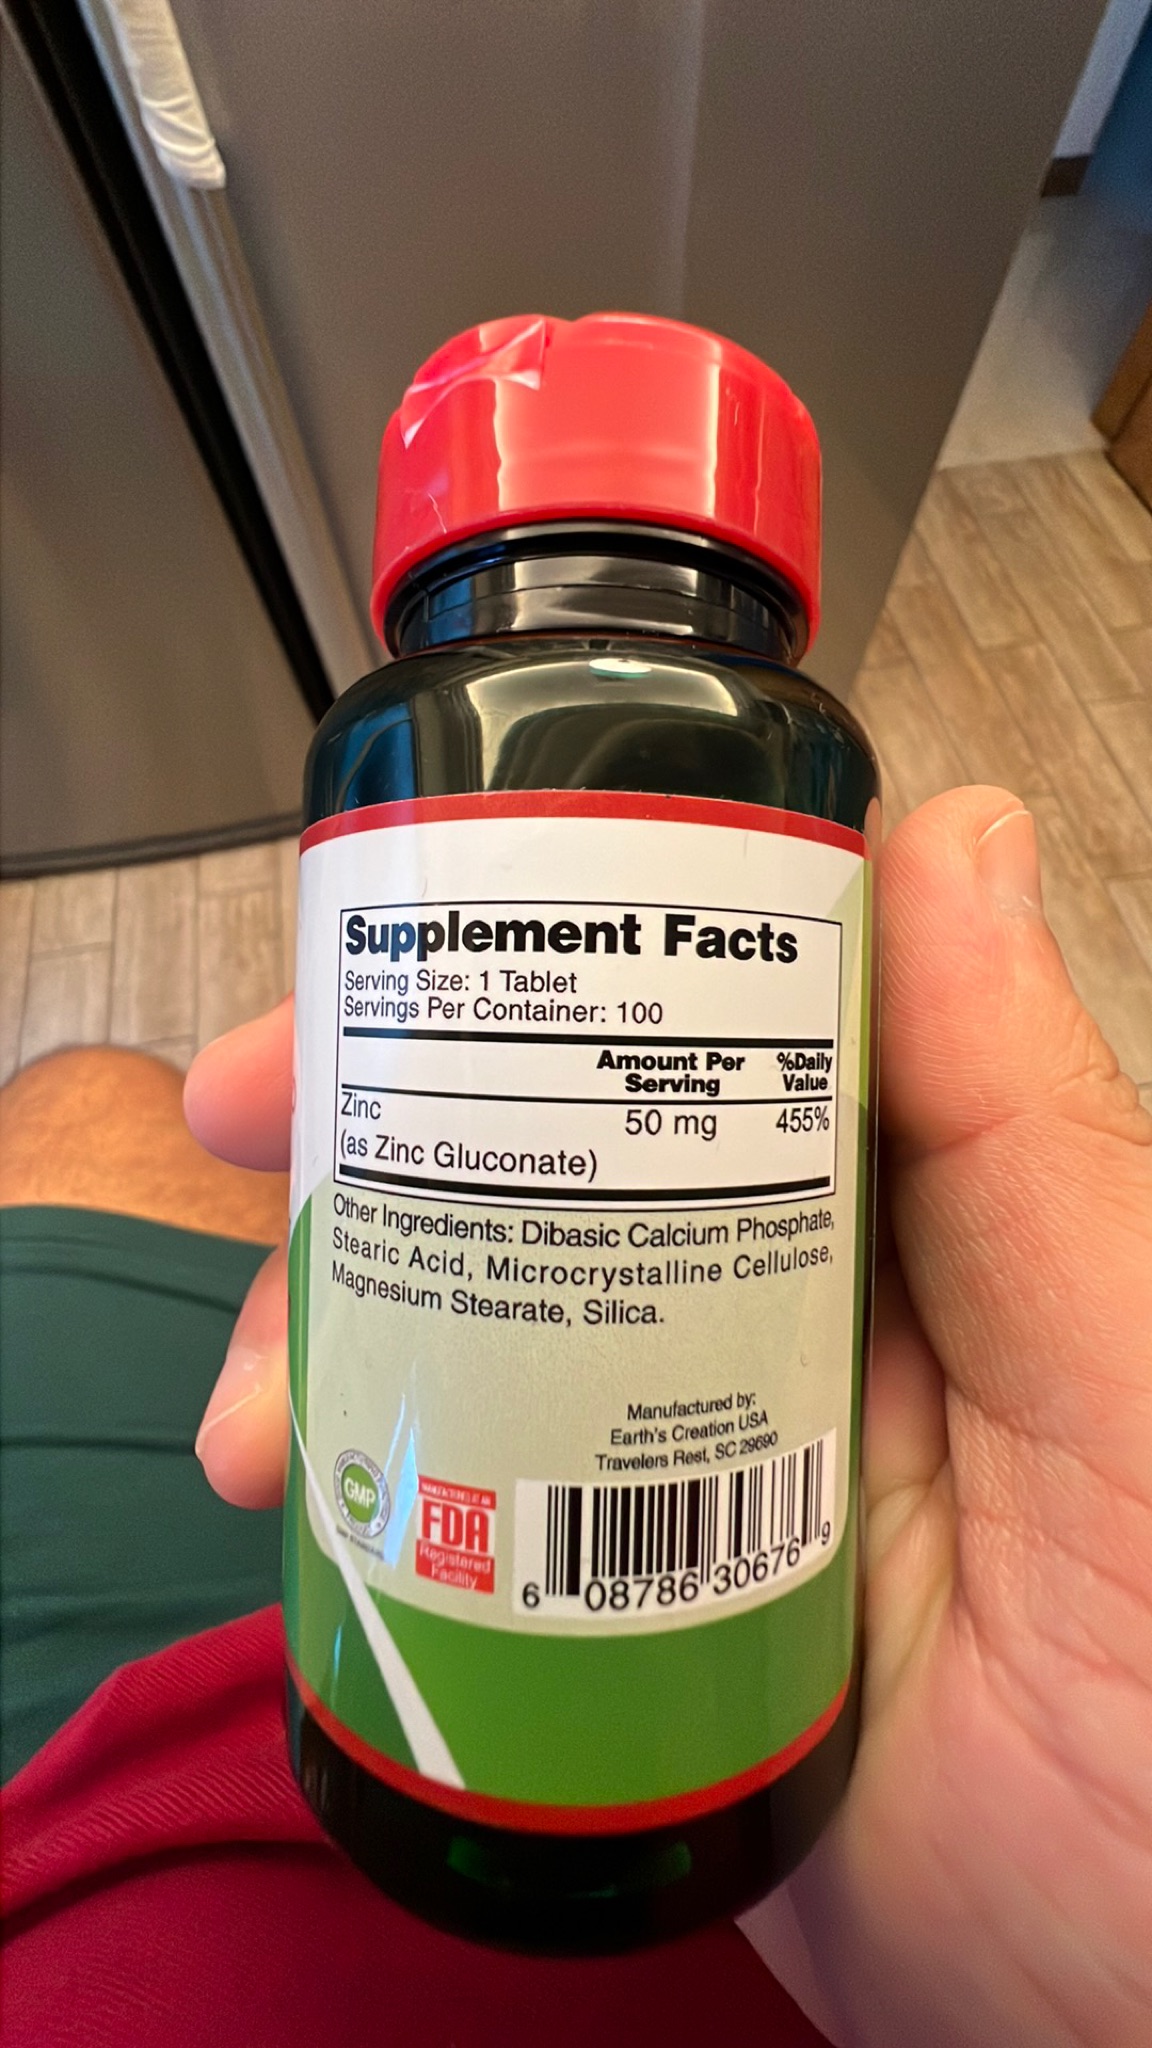 Supplement Facts
Serving Size: 1 Tablet
Servings Per Container: 100
Amount Per
Serving
%Daily
Value
Zinc
50 mg
455%
(as Zinc Gluconate)
Other Ingredients: Dibasic Calcium Phosphate,
Stearic Acid, Microcrystalline Cellulose,
Magnesium Stearate, Silica.
Manufactured by:
Earth's Creation USA
Travelers Rest, SC 29690
GMP
FDA
Registered
Facility
6 08786 30676 9